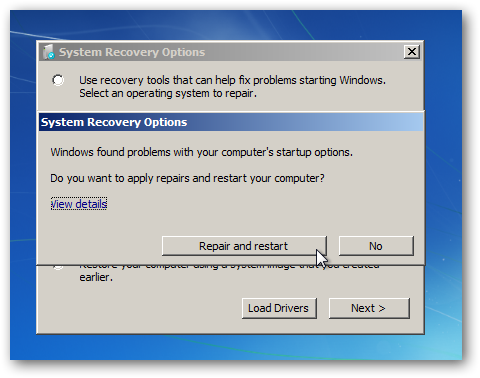 System Recovery Options
Use recovery tools that can help fix problems starting Windows.
Select an operating system to repair.
System Recovery Options
Windows found problems with your computer's startup options.
Do you want to apply repairs and restart your computer?
View details
Repair and restart
No
Restore your computer using a system image that you created
earlier.
Load Drivers
Next >